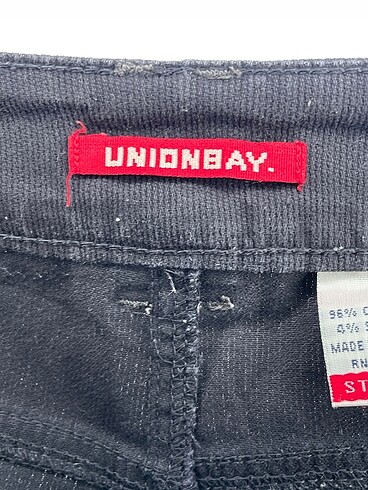 UNIONBAY.
96% C
4% S
MADE
RN
ST